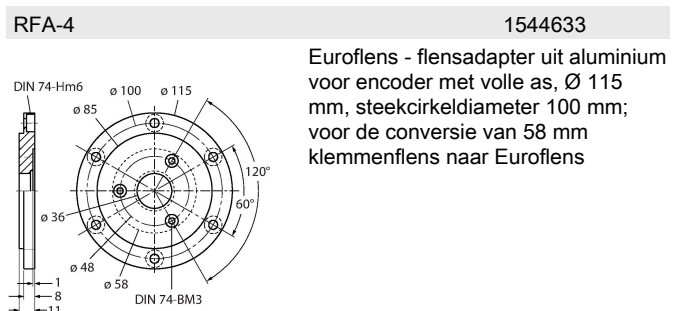 RFA-4 1544633
Euroflens - flensadapter uit aluminium
voor encoder met volle as, Ø 115
mm, steekcirkeldiameter 100 mm;
voor de conversie van 58 mm
klemmenflens naar Euroflens
DIN 74-Hm6
ø 100
ø 115
ø 85
120°
60°
ø 36
ø 48
ø 58
1
8
11
DIN 74-BM3